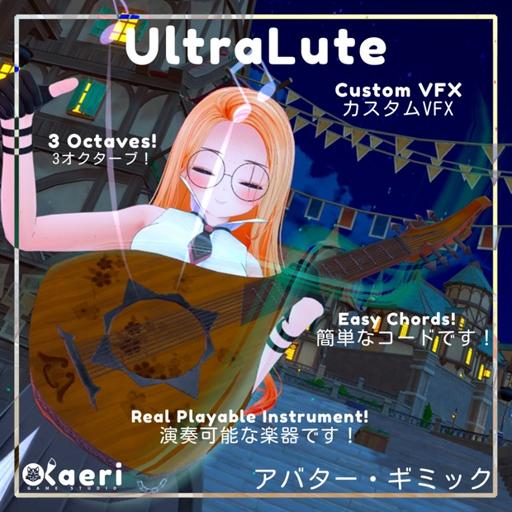 UltraLute
Custom VFX
カスタムVFX
3 Octaves!
3オクターブ！
Easy Chords!
簡単なコードです！
Real Playable Instrument!
演奏可能な楽器です！
Okaeri
GAME STUDIO
アバター・ギミック